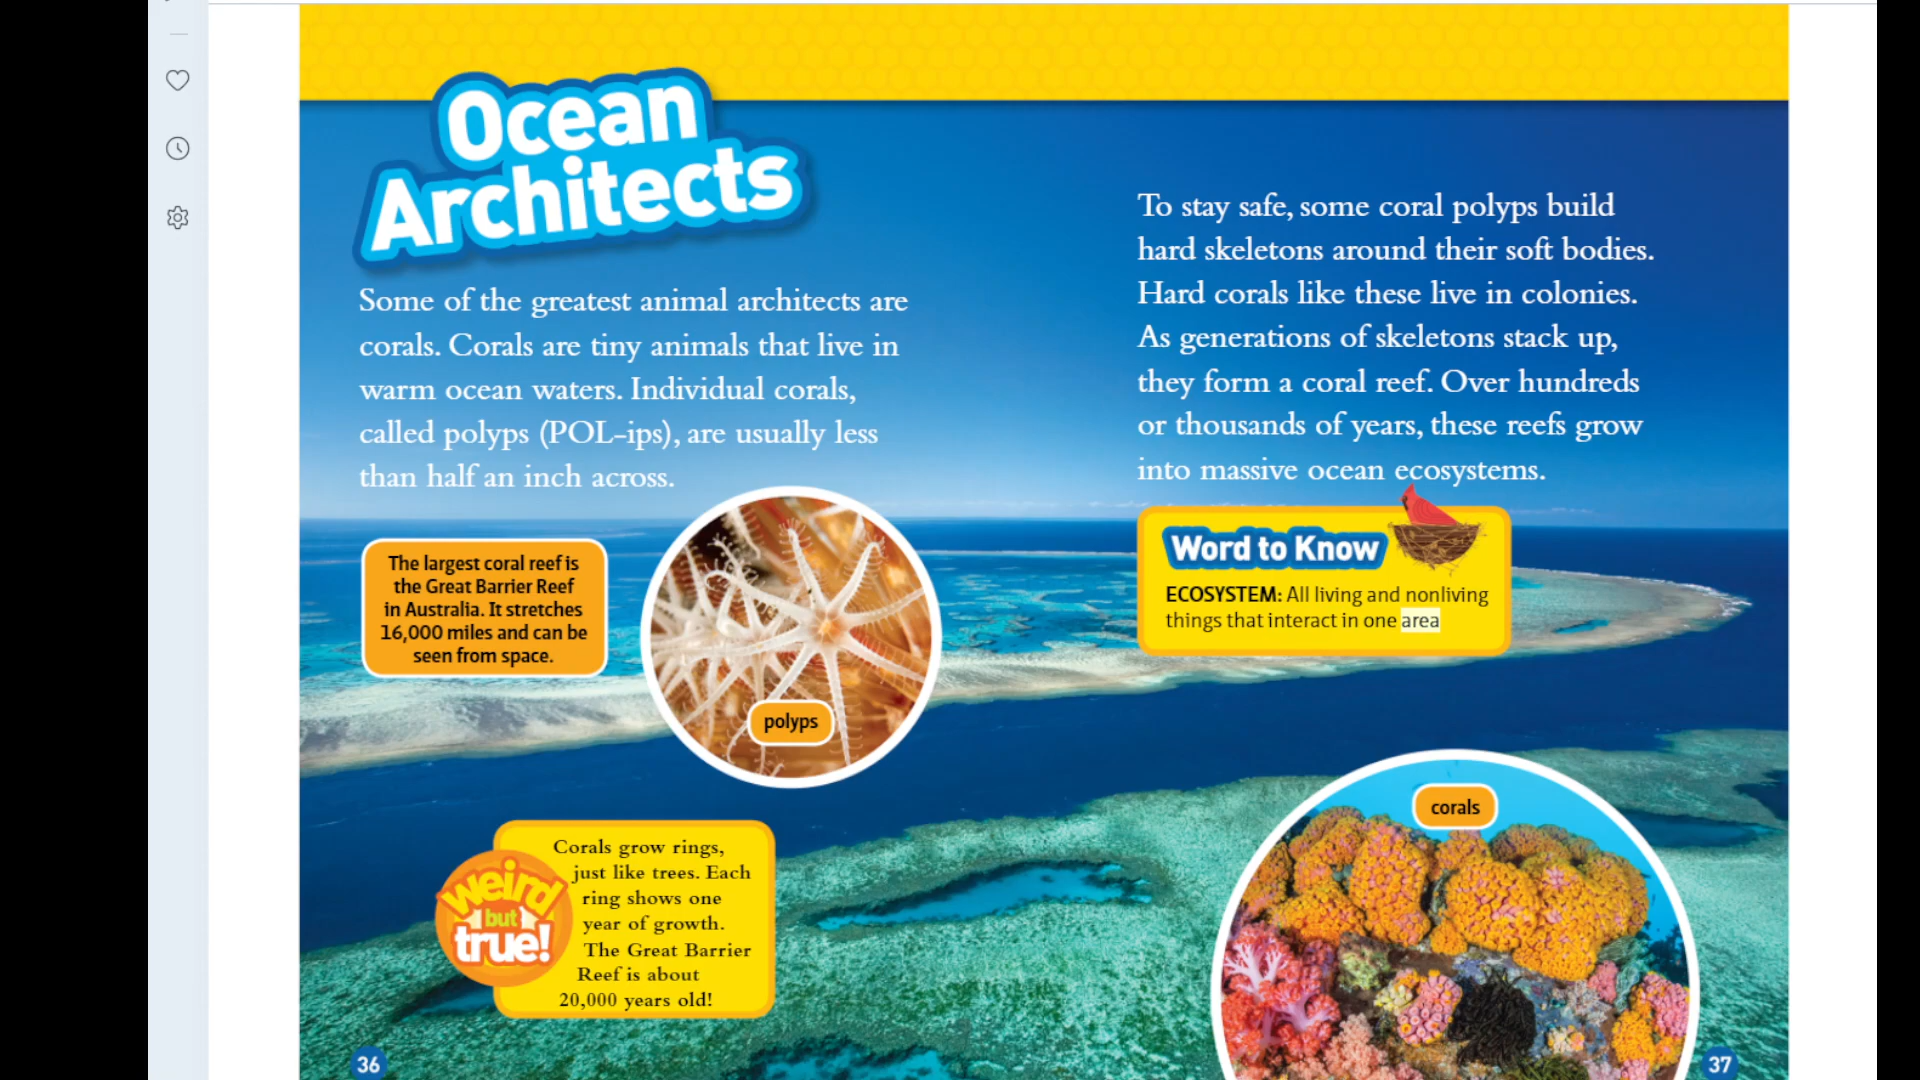 Ocean
Architects
Some of the greatest animal architects are
corals. Corals are tiny animals that live in
warm ocean waters. Individual corals,
called polyps (POL-ips), are usually less
than half an inch across.
The largest coral reef is
the Great Barrier Reef
in Australia. It stretches
16,000 miles and can be
seen from space.
polyps
weird
but
true!
Corals grow rings,
just like trees. Each
ring shows one
year of growth.
The Great Barrier
Reef is about
20,000 years old!
36
To stay safe, some coral polyps build
hard skeletons around their soft bodies.
Hard corals like these live in colonies.
As generations of skeletons stack up,
they form a coral reef. Over hundreds
or thousands of years, these reefs grow
into massive ocean ecosystems.
Word to Know
ECOSYSTEM: All living and nonliving
things that interact in one area
corals
37